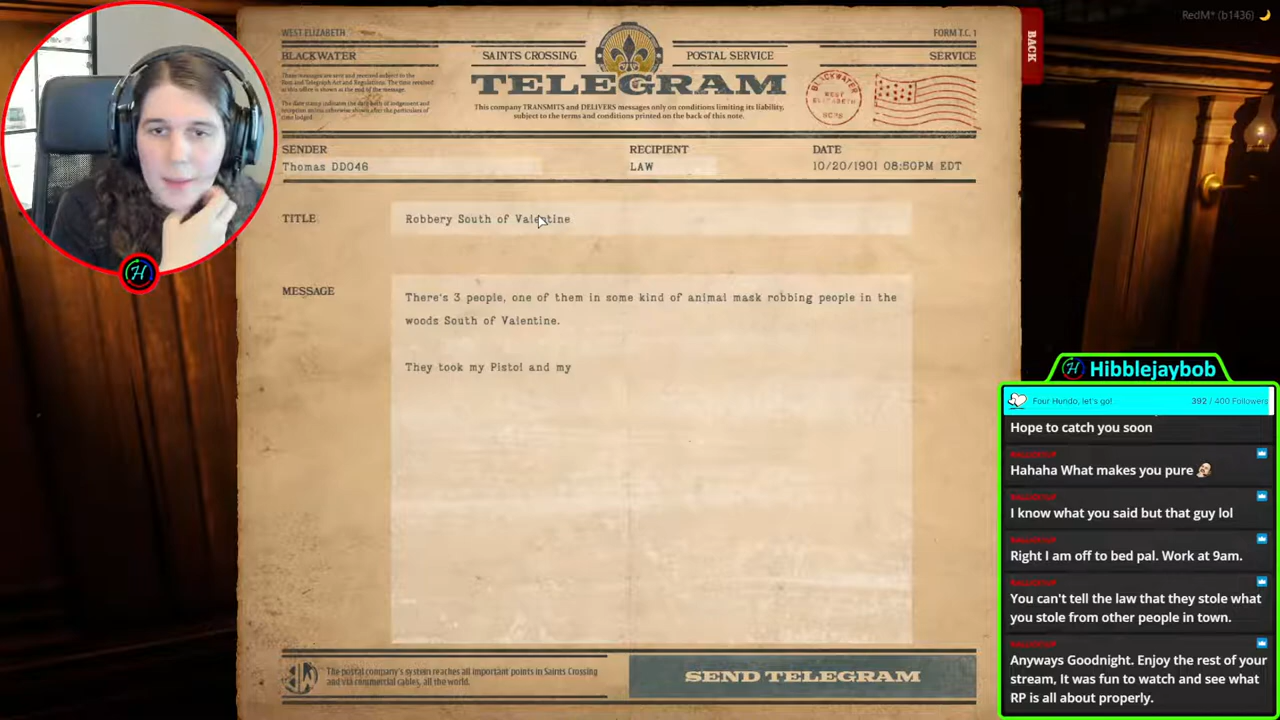 RedM* (b1436)
WEST ELIZABETH
FORM T.C. 1
BLACKWATER
SAINTS CROSSING
POSTAL SERVICE
SERVICE
TELEGRAM
This company TRANSMITS and DELIVERS messages only on conditions limiting its liability,
subject to the terms and conditions printed on the back of this note.
BLACKWATER
WEST
BACK
SENDER
RECIPIENT
DATE
Thomas DD046
LAW
10/20/1901 08:50PM EDT
TITLE
Robbery South of Valentine
MESSAGE
There's 3 people, one of them in some kind of animal mask robbing people in the
woods South of Valentine.
They took my Pistol and my
The postal company's system reaches all important points in Saints Crossing
and via commercial cables, all the world.
SEND TELEGRAM
Hibblejaybob
Four Hundo, let's go!
392 / 400 Followers
Hope to catch you soon
Hahaha What makes you pure
I know what you said but that guy lol
Right I am off to bed pal. Work at 9am.
You can't tell the law that they stole what
you stole from other people in town.
Anyways Goodnight. Enjoy the rest of your
stream, It was fun to watch and see what
RP is all about properly.